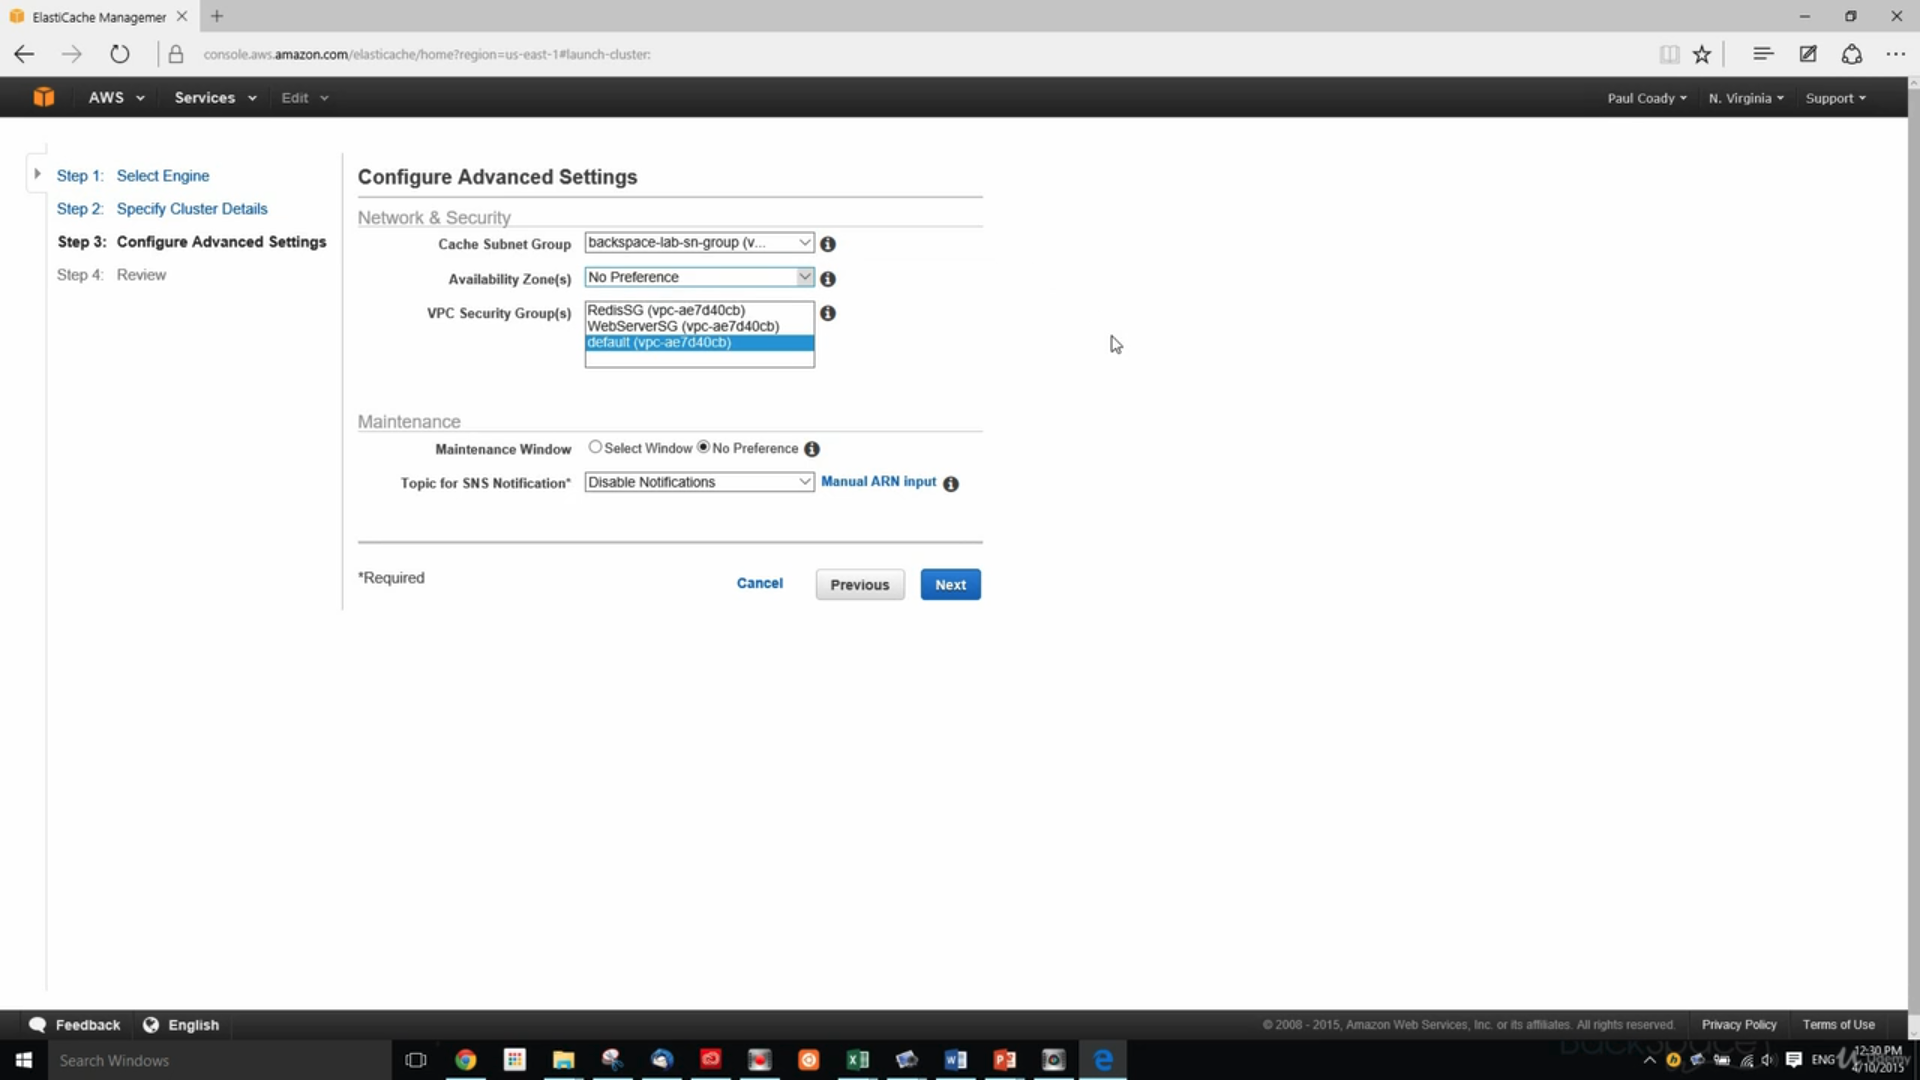 ElastiCache Managemer
console.aws.amazon.com/elasticache/home?region=us-east-1#launch-cluster:
AWS Services Edit Paul Coady N. Virginia Support
Step 1: Select Engine
Step 2: Specify Cluster Details
Step 3: Configure Advanced Settings
Step 4: Review
Configure Advanced Settings
Network & Security
Cache Subnet Group backspace-lab-sn-group (v...
Availability Zone(s) No Preference
VPC Security Group(s) RedisSG (vpc-ae7d40cb)
WebServerSG (vpc-ae7d40cb)
default (vpc-ae7d40cb)
Maintenance
Maintenance Window Select Window No Preference
Topic for SNS Notification* Disable Notifications Manual ARN input
*Required
Cancel Previous Next
Feedback English © 2008 - 2015, Amazon Web Services, Inc. or its affiliates. All rights reserved. Privacy Policy Terms of Use
Search Windows
ENG 12:30 PM
4/10/2015